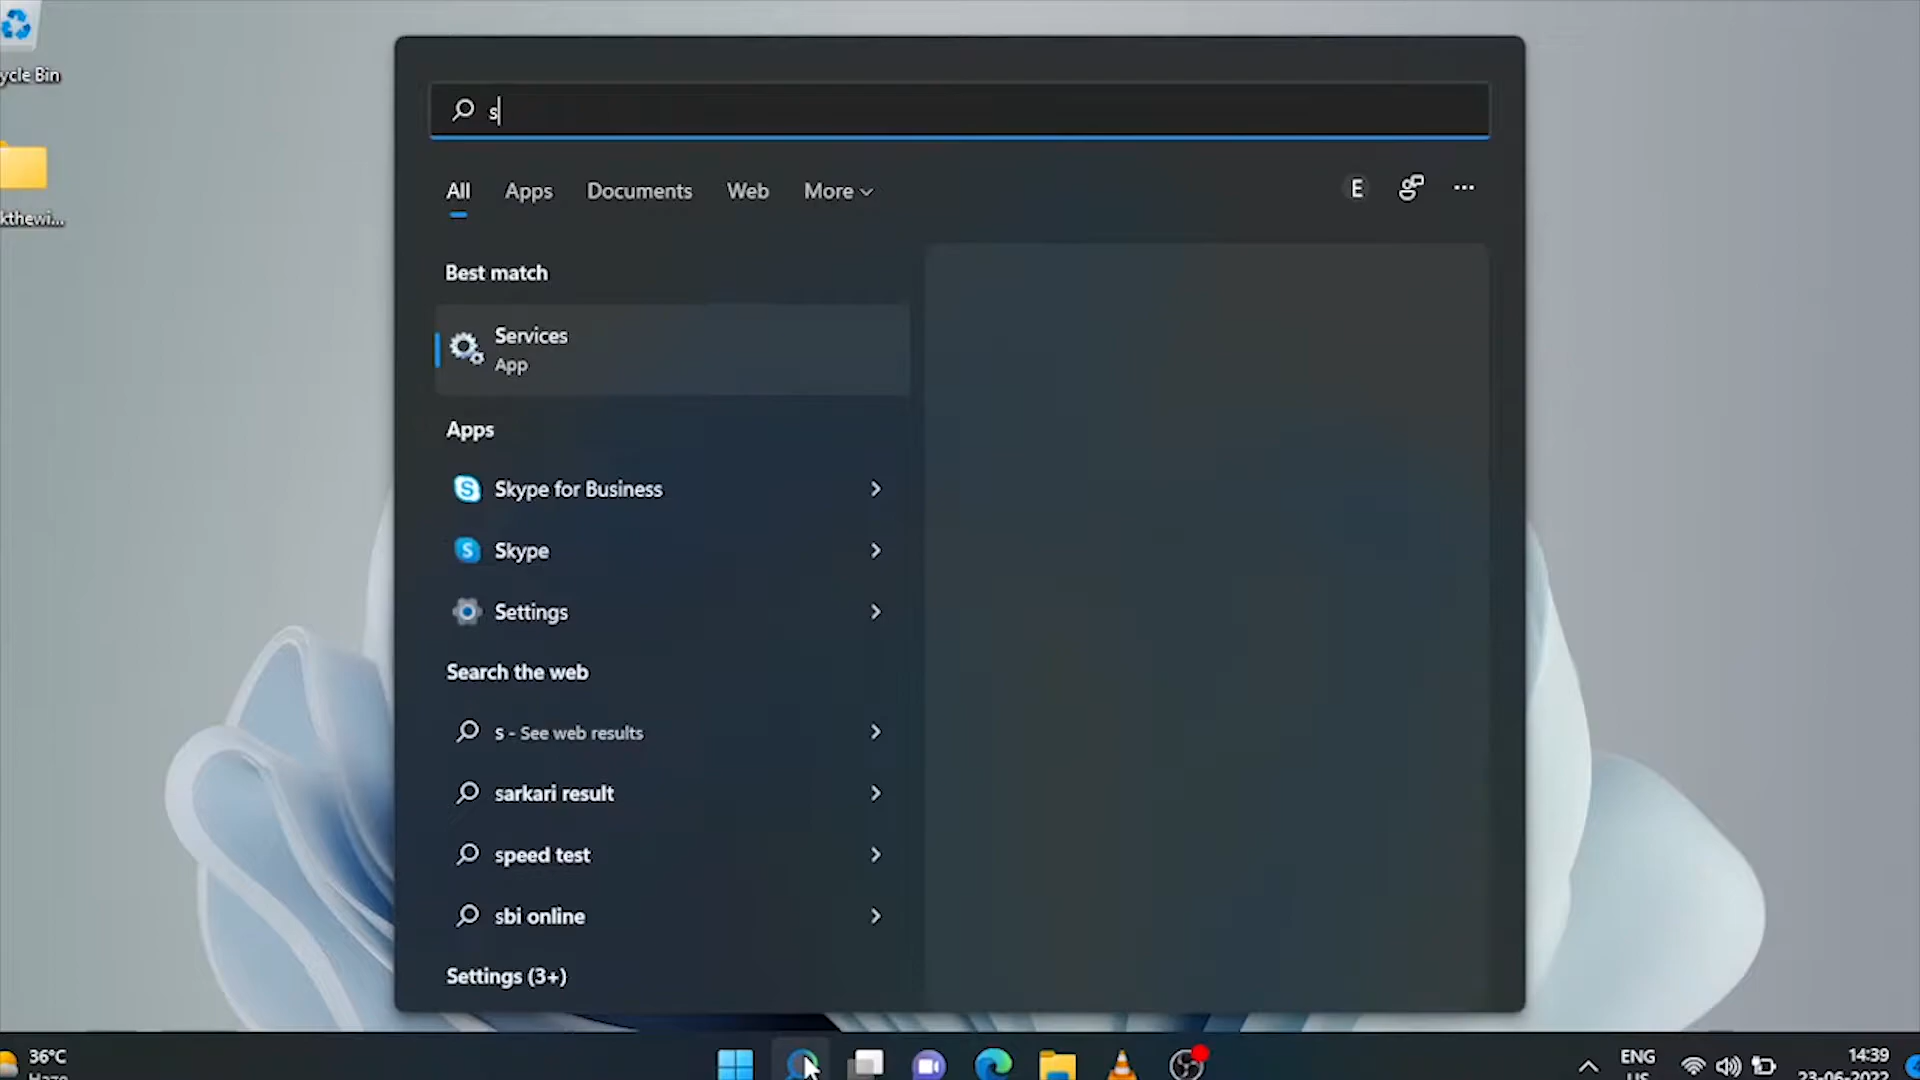 ycle Bin
kthewi...
s
All
Apps
Documents
Web
More
E
Best match
Services
App
Apps
Skype for Business
Skype
Settings
Search the web
s - See web results
sarkari result
speed test
sbi online
Settings (3+)
36°C
Haze
ENG
US
14:39
23-06-2022